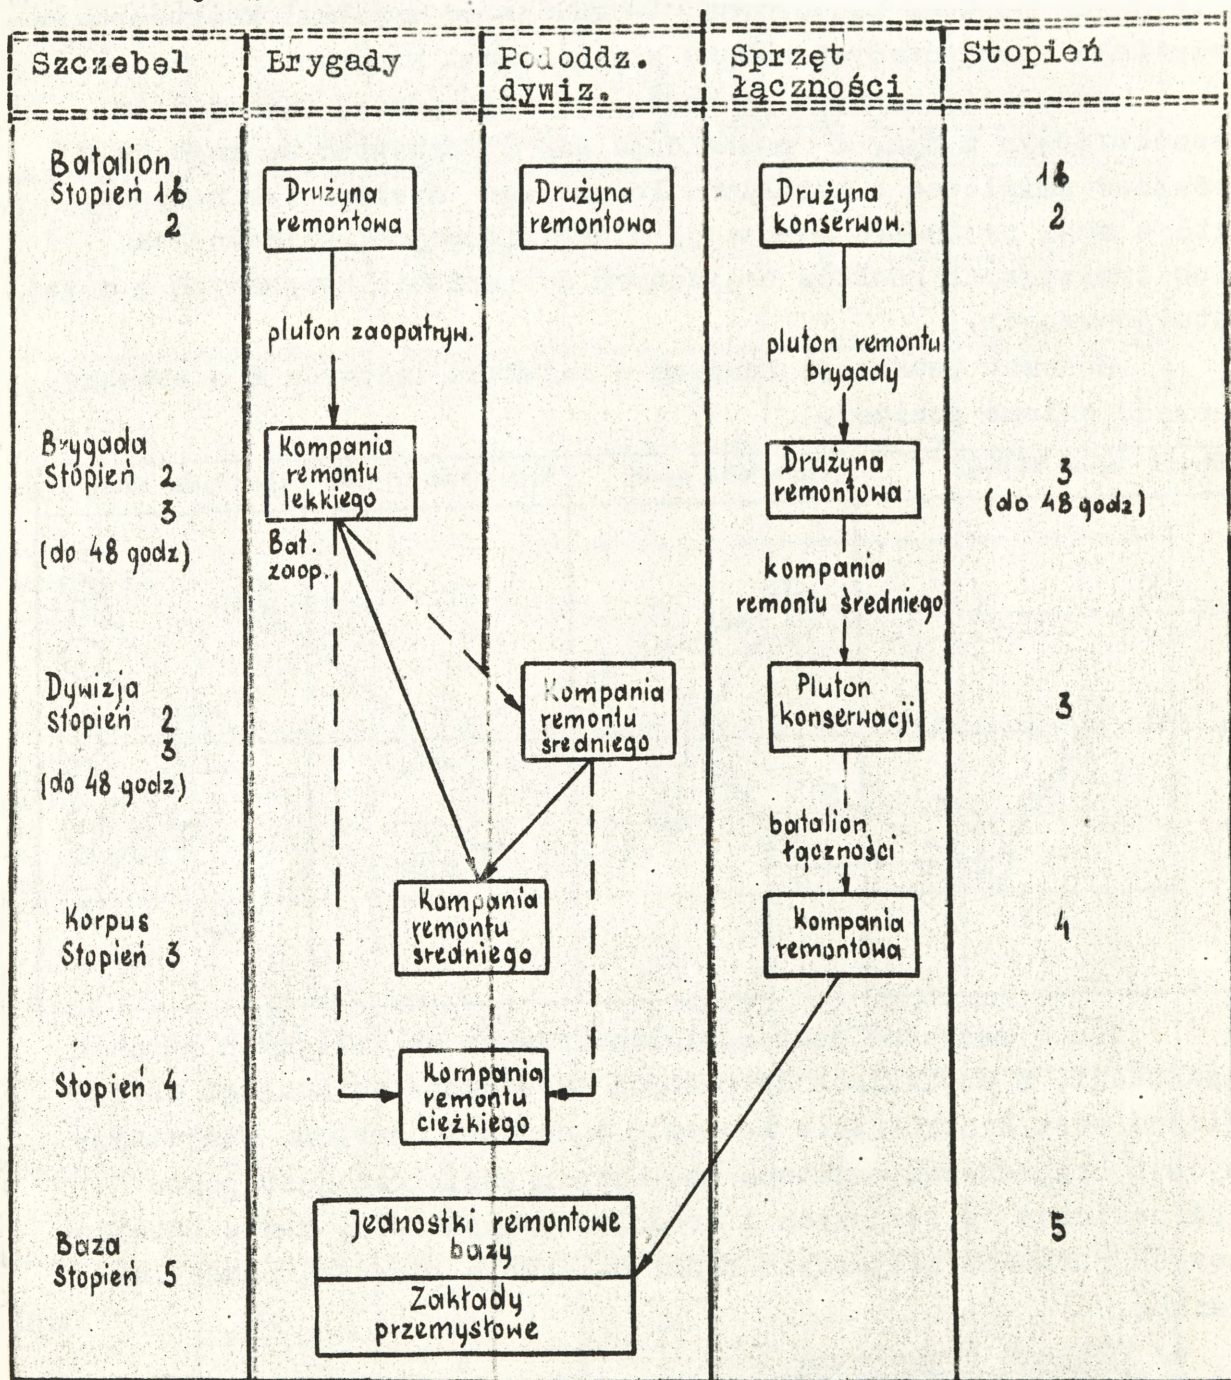 Szczebel
Brygady
Pododdz.
dywiz.
Sprzęt
łączności
Stopień
Batalion
Stopień 1b
2
Drużyna
remontowa
Drużyna
remontowa
Drużyna
konserwow.
1b
2
pluton zaopatryw.
pluton remontu
brygady
Brygada
Stopień 2
3
(do 48 godz)
Kompania
remontu
lekkiego
Drużyna
remontowa
3
(do 48 godz)
Bat.
zaop.
kompania
remontu średniego
Dywizja
Stopień 2
3
(do 48 godz)
Kompania
remontu
średniego
Pluton
konserwacji
3
batalion
łączności
Korpus
Stopień 3
Kompania
remontu
średniego
Kompania
remontowa
4
Stopień 4
Kompania
remontu
ciężkiego
Baza
Stopień 5
Jednostki remontowe
bazy
Zakłady
przemysłowe
5